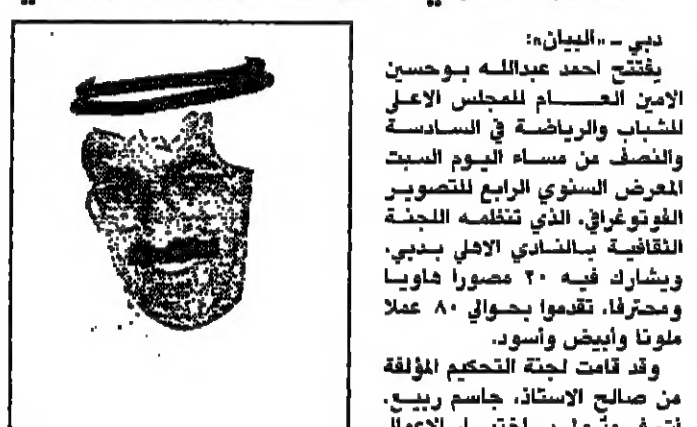 دبي ـ «البيان»:
يفتتح احمد عبدالله بوحسين
الامين العام للمجلس الاعلى
للشباب والرياضة في السادسة
والنصف من مساء اليوم السبت
المعرض السنوي الرابع للتصوير
الفوتوغرافي، الذي تنظمه اللجنة
الثقافية بالنادي الاهلي بدبي،
ويشارك فيه ٢٠ مصورا هاويا
ومحترفا، تقدموا بحوالي ٨٠ عملا
ملونا وأبيض وأسود.
وقد قامت لجنة التحكيم المؤلفة
من صالح الاستاذ، جاسم ربيع،
الاعمال